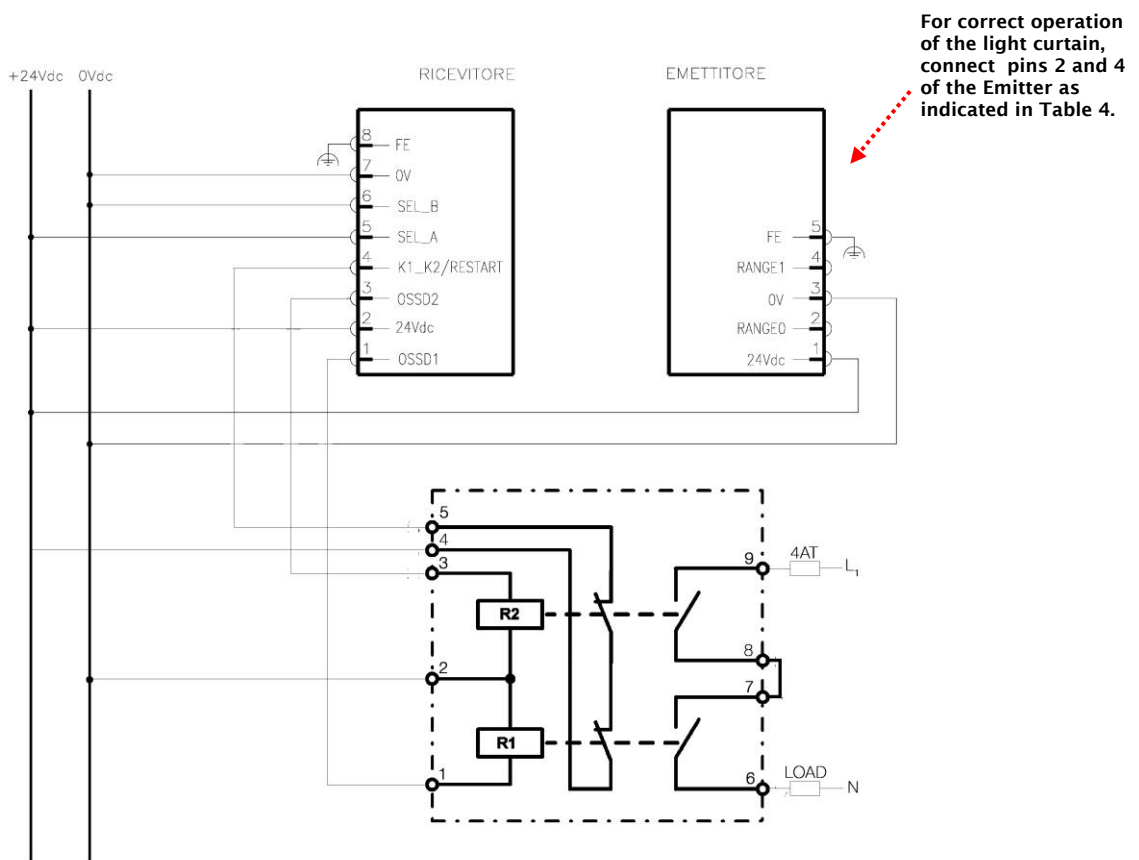 For correct operation
of the light curtain,
connect pins 2 and 4
of the Emitter as
indicated in Table 4.
+24Vdc 0Vdc
RICEVITORE
EMETTITORE
8 FE
7 0V
6 SEL_B
5 SEL_A
4 K1_K2/RESTART
3 OSSD2
2 24Vdc
1 OSSD1
FE 5
RANGE1 4
0V 3
RANGE0 2
24Vdc 1
5
4
3
2
1
R2
R1
9
8
7
6
4AT L1
LOAD N